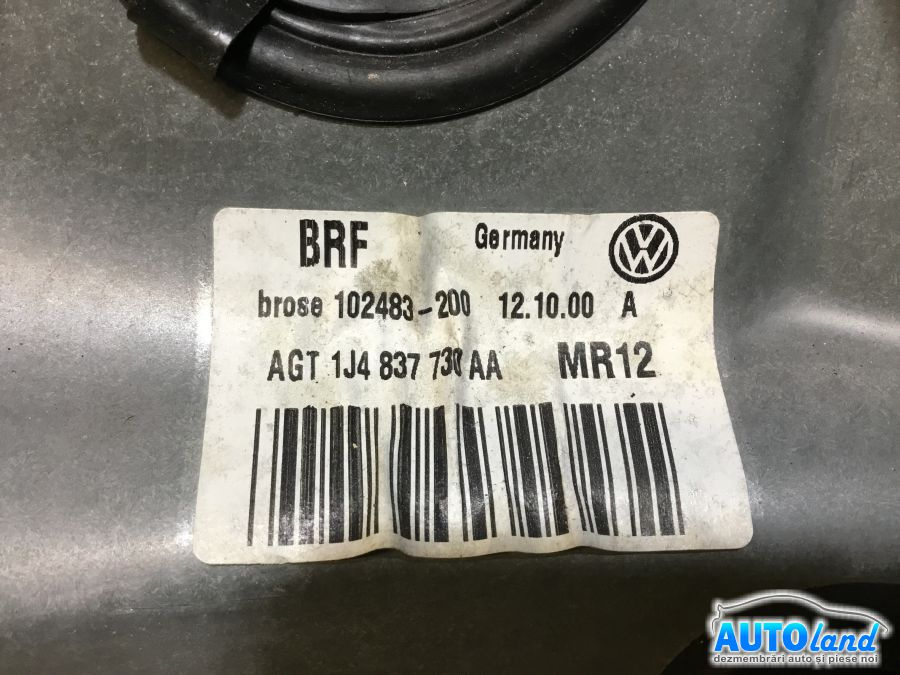 BRF Germany
brose 102483-200 12.10.00 A
AGT 1J4 837 730 AA MR12
AUTOland
dezmembrări auto și piese noi